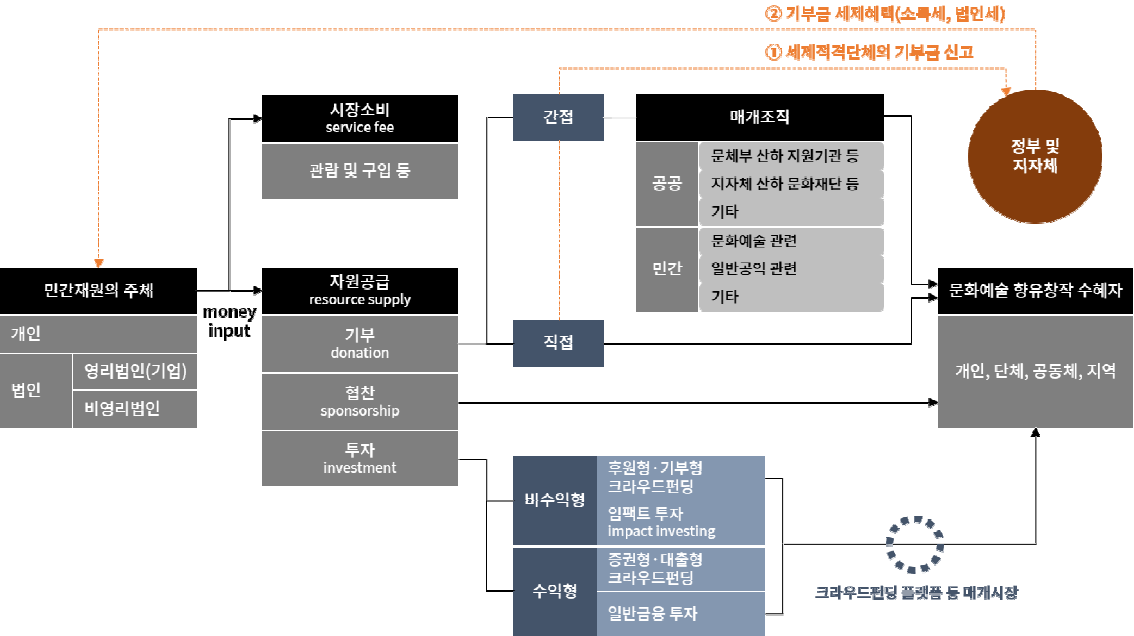 ② 기부금 세제혜택(소득세, 법인세)
① 세제적격단체의 기부금 신고
시장소비
service fee
관람 및 구입 등
간접
매개조직
공공
문체부 산하 지원기관 등
지자체 산하 문화재단 등
기타
민간
문화예술 관련
일반공익 관련
기타
정부 및
지자체
민간재원의 주체
개인
법인
영리법인(기업)
비영리법인
money
input
자원공급
resource supply
기부
donation
협찬
sponsorship
투자
investment
직접
문화예술 향유창작 수혜자
개인, 단체, 공동체, 지역
비수익형
후원형·기부형
크라우드펀딩
임팩트 투자
impact investing
수익형
증권형·대출형
크라우드펀딩
일반금융 투자
크라우드펀딩 플랫폼 등 매개시장